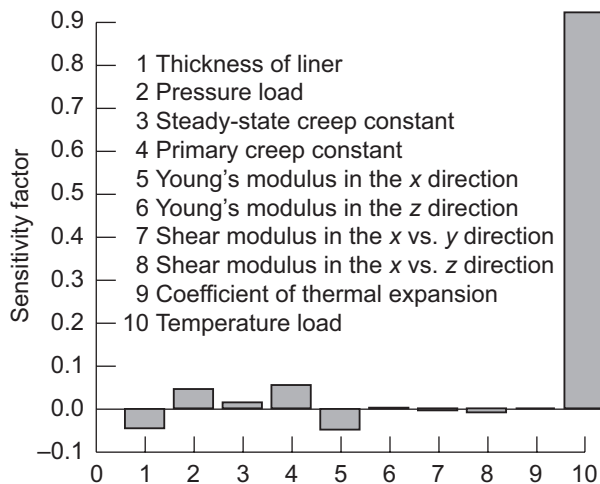 0.9
0.8
1 Thickness of liner
0.7
2 Pressure load
3 Steady-state creep constant
0.6
4 Primary creep constant
5 Young’s modulus in the x direction
0.5
6 Young’s modulus in the z direction
0.4
7 Shear modulus in the x vs. y direction
8 Shear modulus in the x vs. z direction
0.3
9 Coefficient of thermal expansion
0.2
10 Temperature load
0.1
0.0
–0.1
Sensitivity factor
0 1 2 3 4 5 6 7 8 9 10